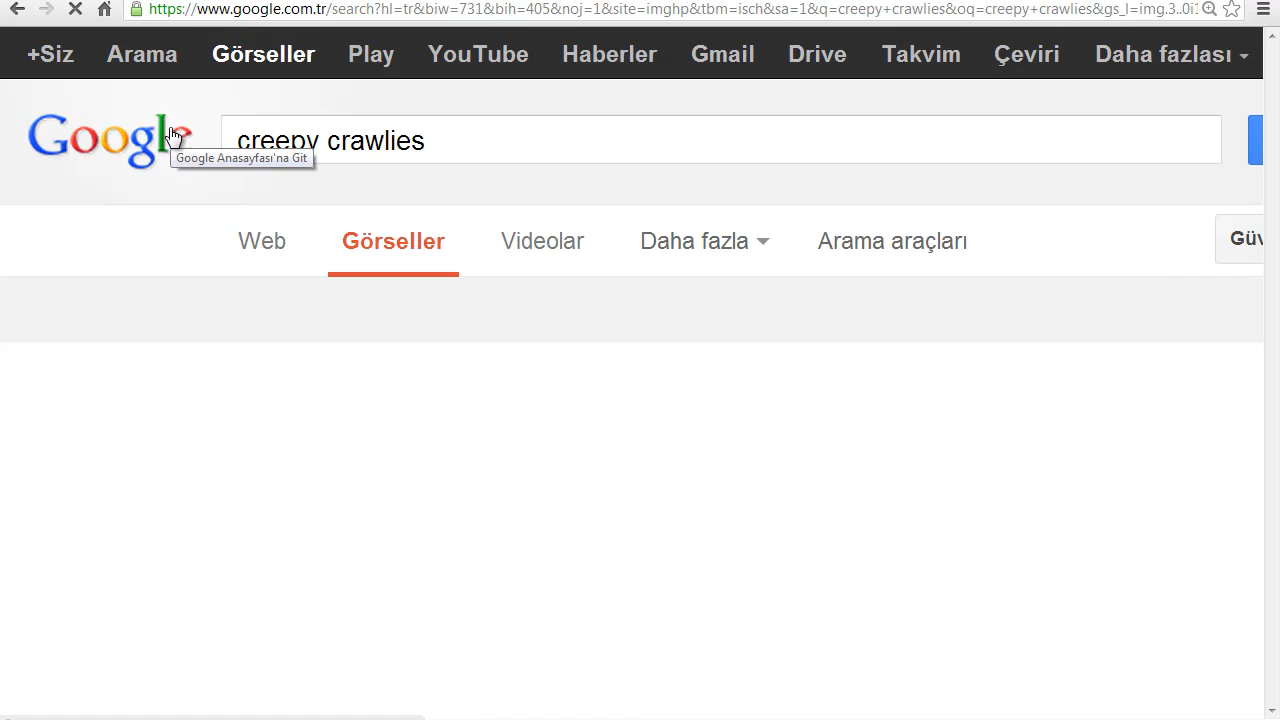 https://www.google.com.tr/search?hl=tr&biw=731&bih=405&noj=1&site=imghp&tbm=isch&sa=1&q=creepy+crawlies&oq=creepy+crawlies&gs_l=img.3..0i1
+Siz Arama Görseller Play YouTube Haberler Gmail Drive Takvim Çeviri Daha fazlası
Google creepy crawlies
Google Anasayfası'na Git
Web Görseller Videolar Daha fazla Arama araçları Güv